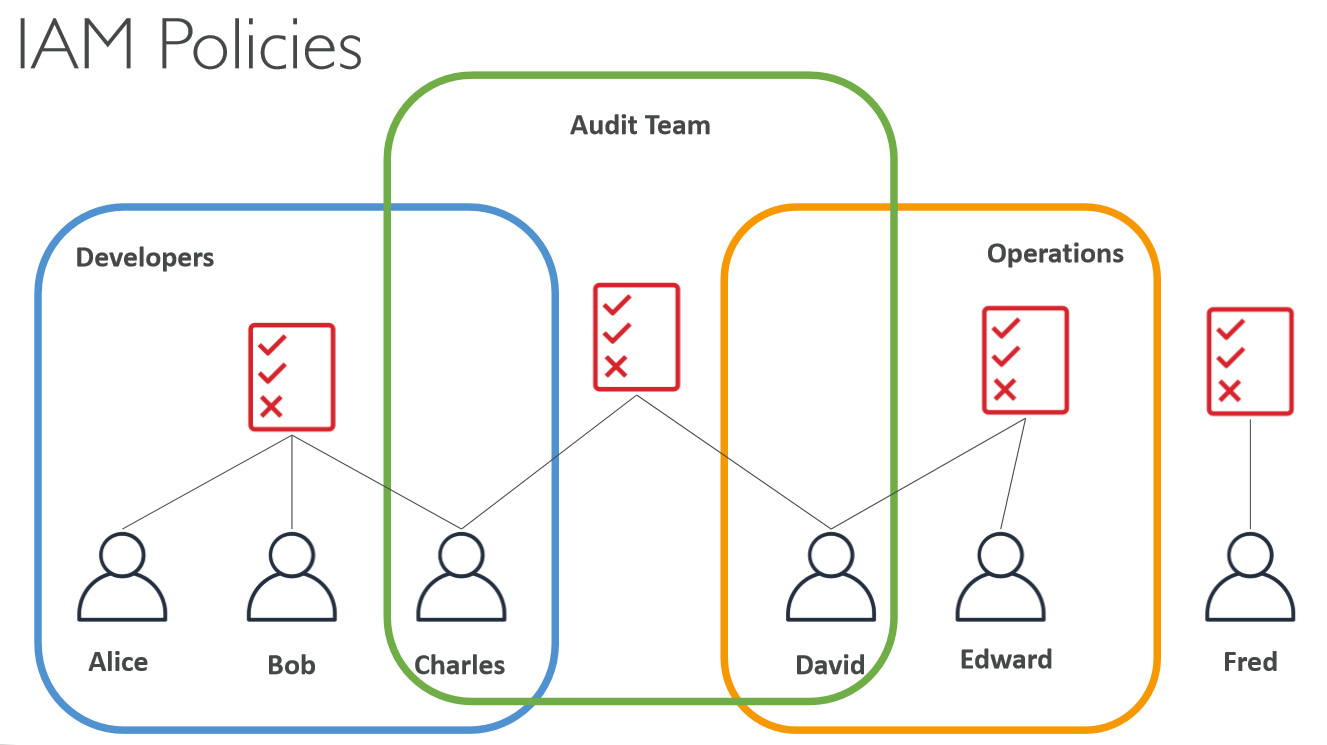 IAM Policies
Audit Team
Developers
Operations
Alice
Bob
Charles
David
Edward
Fred